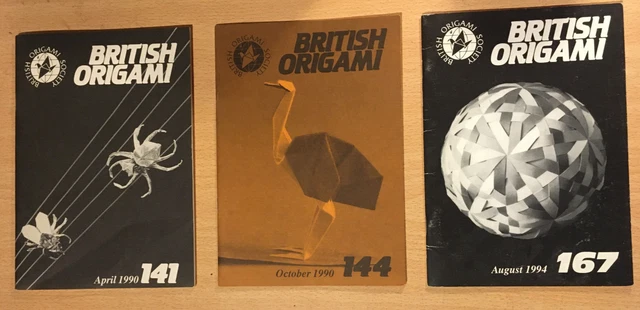 BRITISH ORIGAMI SOCIETY
BRITISH
ORIGAMI
April 1990 141
BRITISH ORIGAMI SOCIETY
BRITISH
ORIGAMI
October 1990 144
BRITISH ORIGAMI SOCIETY
BRITISH
ORIGAMI
August 1994 167